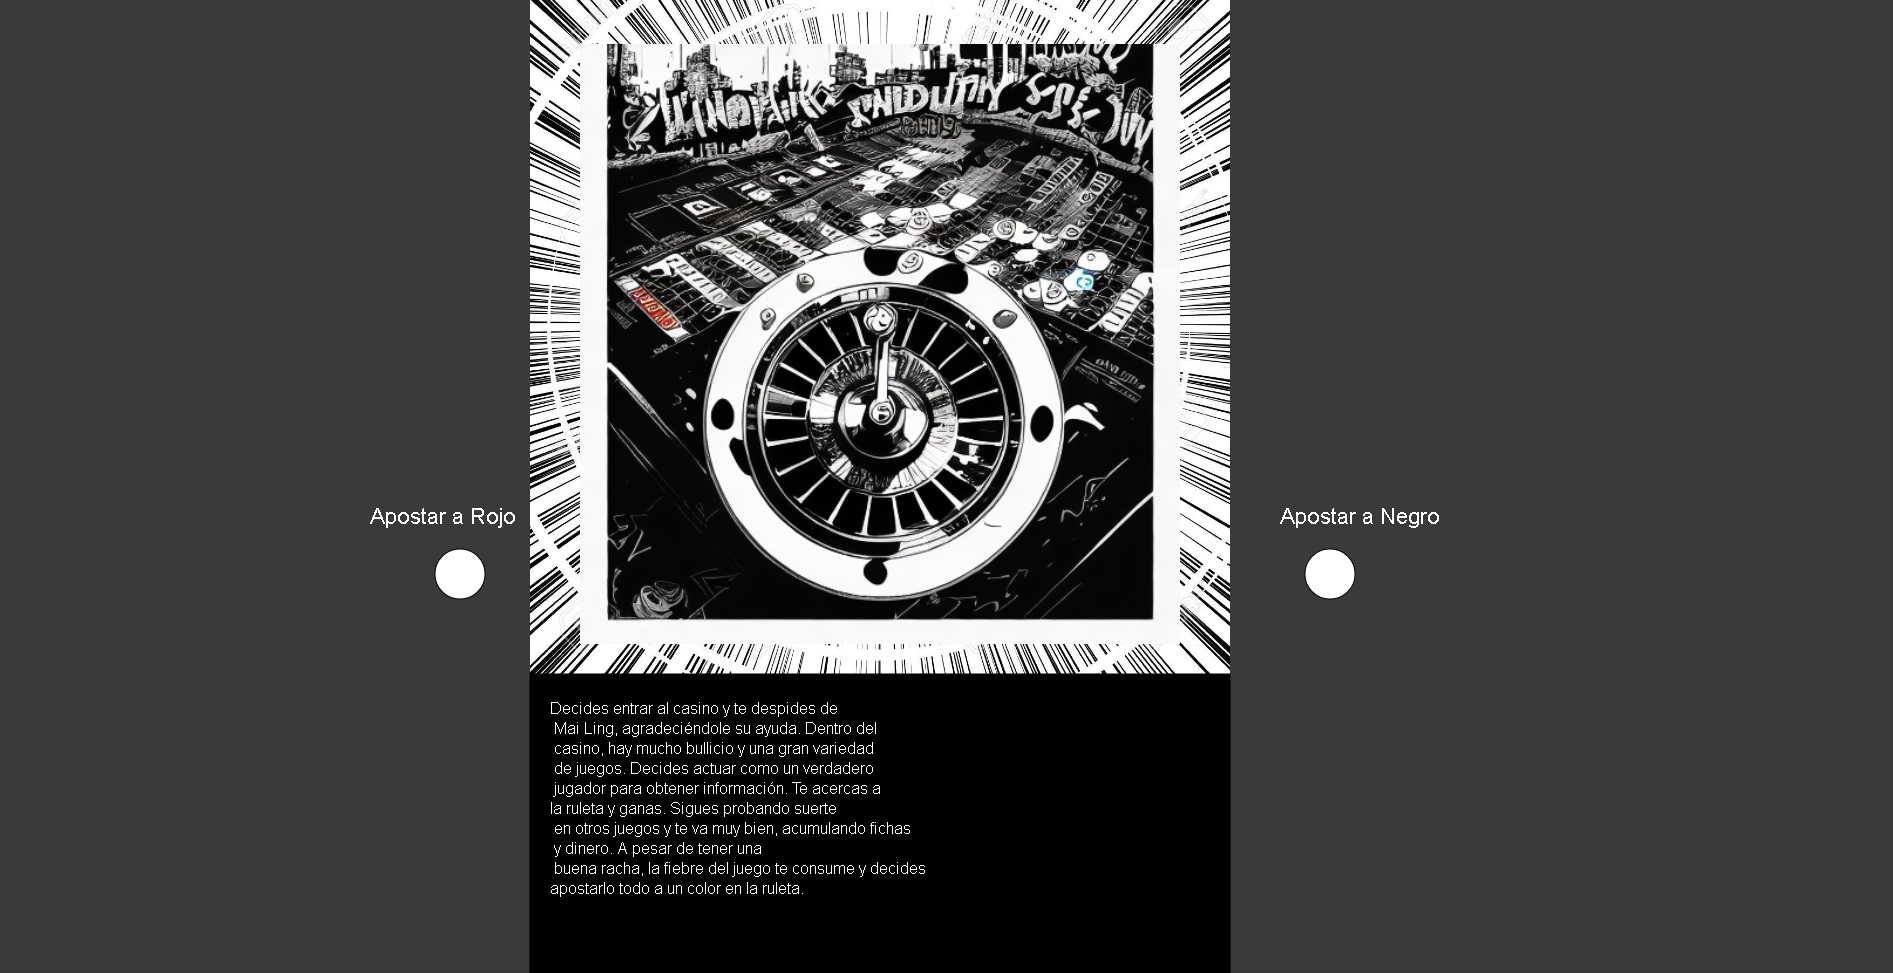 Apostar a Rojo
Apostar a Negro
Decides entrar al casino y te despides de
Mai Ling, agradeciéndole su ayuda. Dentro del
casino, hay mucho bullicio y una gran variedad
de juegos. Decides actuar como un verdadero
jugador para obtener información. Te acercas a
la ruleta y ganas. Sigues probando suerte
en otros juegos y te va muy bien, acumulando fichas
y dinero. A pesar de tener una
buena racha, la fiebre del juego te consume y decides
apostarlo todo a un color en la ruleta.